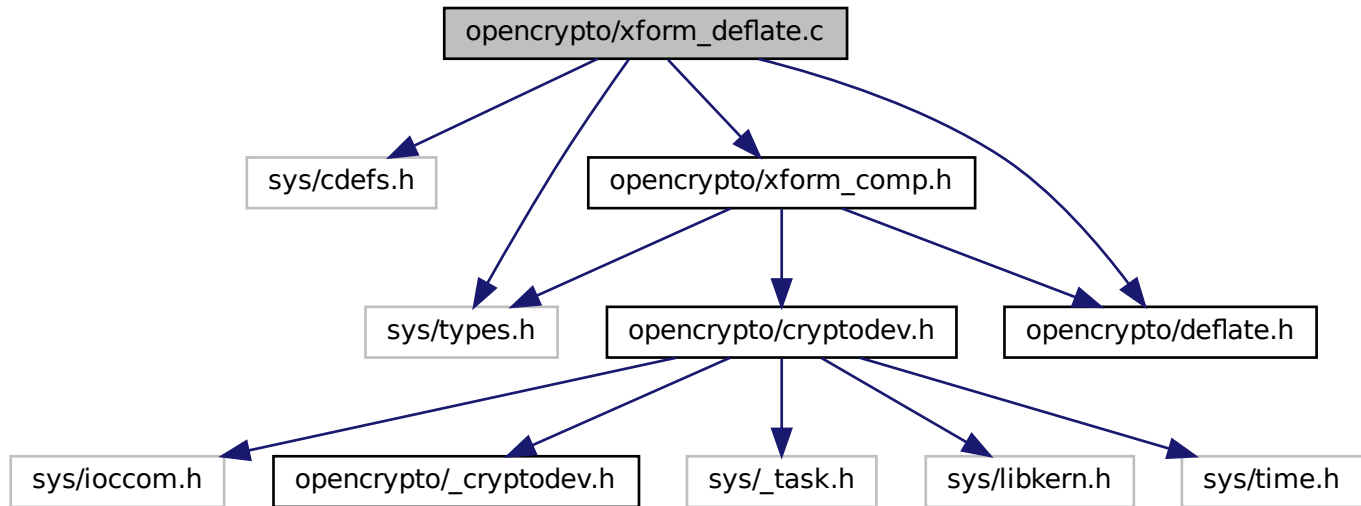 opencrypto/xform_deflate.c
sys/cdefs.h
opencrypto/xform_comp.h
sys/types.h
opencrypto/cryptodev.h
opencrypto/deflate.h
sys/ioccom.h
opencrypto/_cryptodev.h
sys/_task.h
sys/libkern.h
sys/time.h